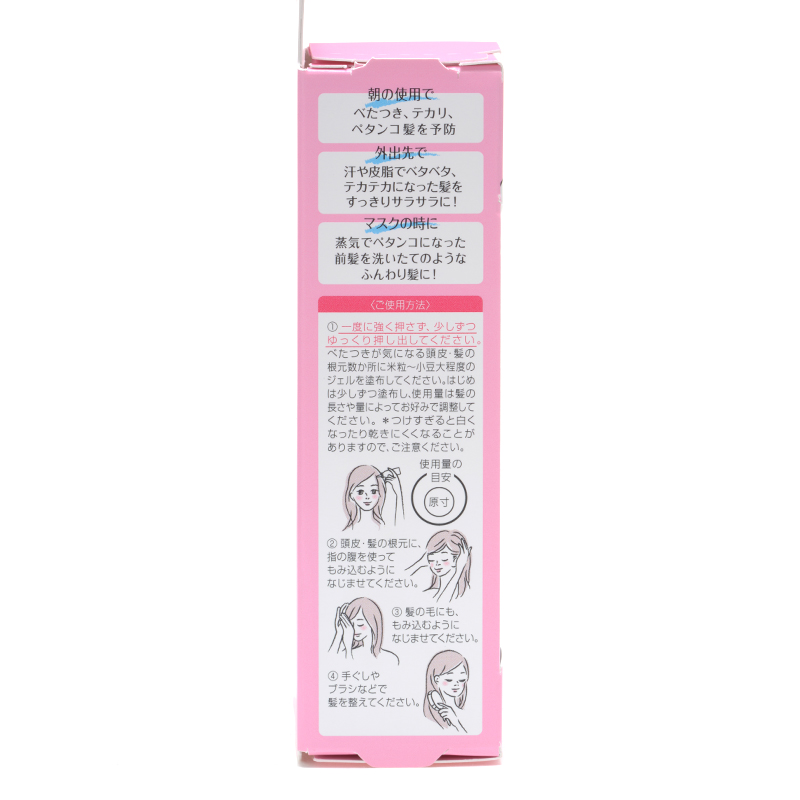 朝の使用で
べたつき、テカリ、
ペタンコ髪を予防
外出先で
汗や皮脂でベタベタ、
テカテカになった髪を
すっきりサラサラに！
マスクの時に
蒸気でペタンコになった
前髪を洗いたてのような
ふんわり髪に！
〈ご使用方法〉
① 一度に強く押さず、少しずつ
ゆっくり押し出してください。
べたつきが気になる頭皮・髪の
根元数か所に米粒〜小豆大程度の
ジェルを塗布してください。はじめ
は少しずつ塗布し、使用量は髪の
長さや量によってお好みで調整して
ください。＊つけすぎると白く
なったり乾きにくくなることが
ありますので、ご注意ください。
使用量の
目安
原寸
② 頭皮・髪の根元に、
指の腹を使って
もみ込むように
なじませてください。
③ 髪の毛にも、
もみ込むように
なじませてください。
④ 手ぐしや
ブラシなどで
髪を整えてください。